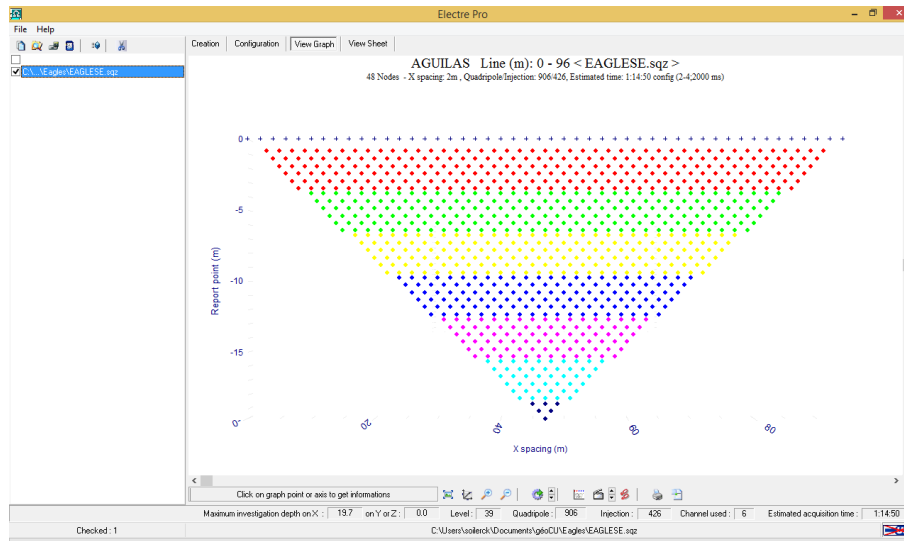 Electre Pro
File Help
Creation Configuration View Graph View Sheet
C:\...\Eagles\EAGLESE.sqz
AGUILAS Line (m): 0 - 96 < EAGLESE.sqz >
48 Nodes - X spacing: 2m , Quadripole/Injection: 906/426, Estimated time: 1:14:50 config (2-4;2000 ms)
0
-5
-10
-15
Report point (m)
0 20 40 60 80
X spacing (m)
Click on graph point or axis to get informations
Maximum investigation depth on X : 19.7 on Y or Z : 0.0 Level : 39 Quadripole : 906 Injection : 426 Channel used : 6 Estimated acquisition time : 1:14:50
Checked : 1 C:\Users\soilerck\Documents\géoCU\Eagles\EAGLESE.sqz